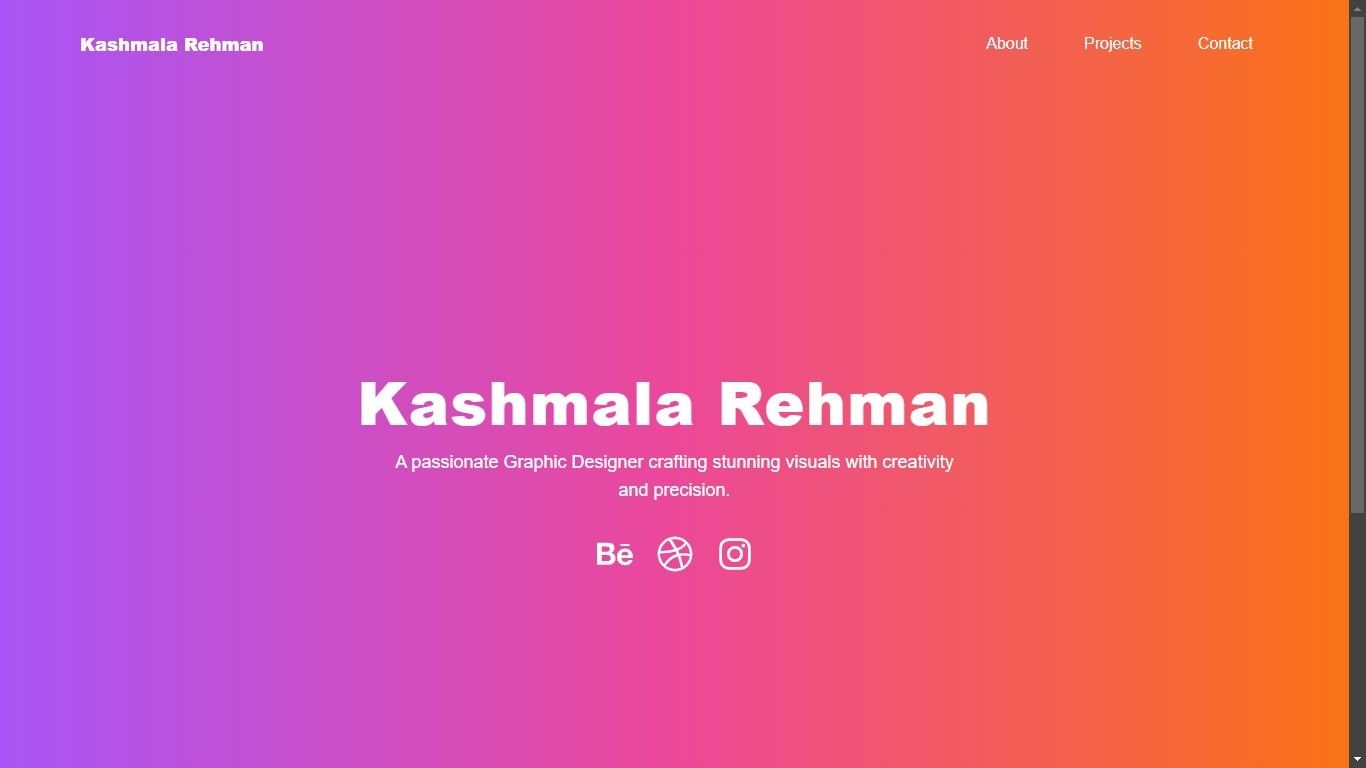 Kashmala Rehman
About Projects Contact
Kashmala Rehman
A passionate Graphic Designer crafting stunning visuals with creativity
and precision.
Bē